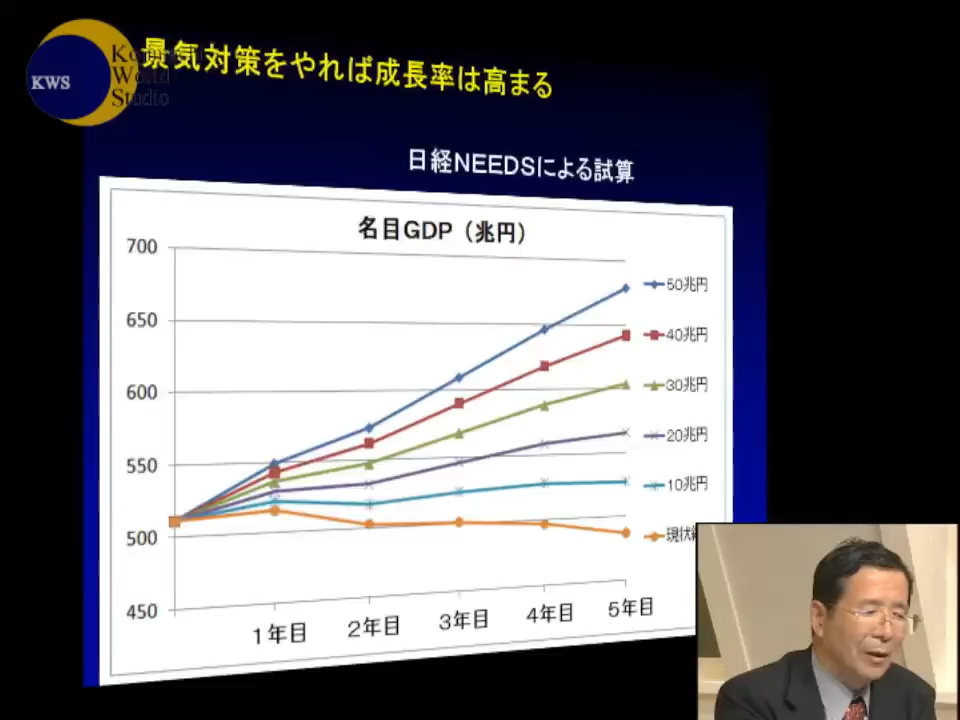 KWS
World
Studio
景気対策をやれば成長率は高まる
日経NEEDSによる試算
名目GDP（兆円）
700
650
600
550
500
450
1年目
2年目
3年目
4年目
5年目
50兆円
40兆円
30兆円
20兆円
10兆円
現状